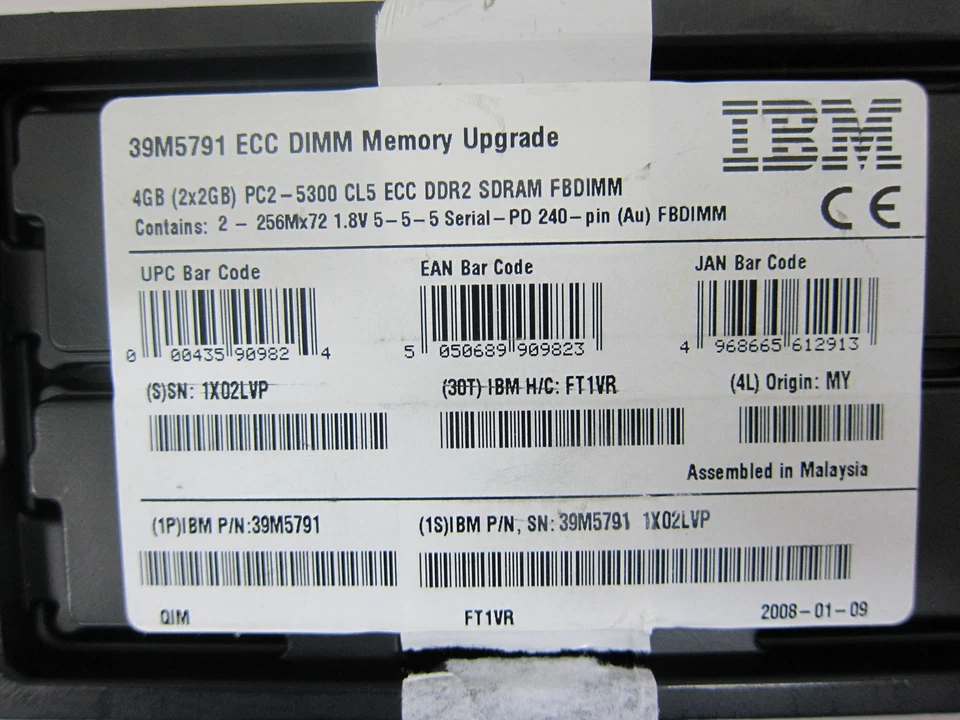 IBM
39M5791 ECC DIMM Memory Upgrade
4GB (2x2GB) PC2-5300 CL5 ECC DDR2 SDRAM FBDIMM
Contains: 2 - 256Mx72 1.8V 5-5-5 Serial-PD 240-pin (Au) FBDIMM
CE
UPC Bar Code EAN Bar Code JAN Bar Code
0 00435 90982 4 5 050689 909823 4 968665 612913
(S)SN: 1X02LVP (30T) IBM H/C: FT1VR (4L) Origin: MY
Assembled in Malaysia
(1P)IBM P/N:39M5791 (1S)IBM P/N, SN: 39M5791 1X02LVP
QIM FT1VR 2008-01-09